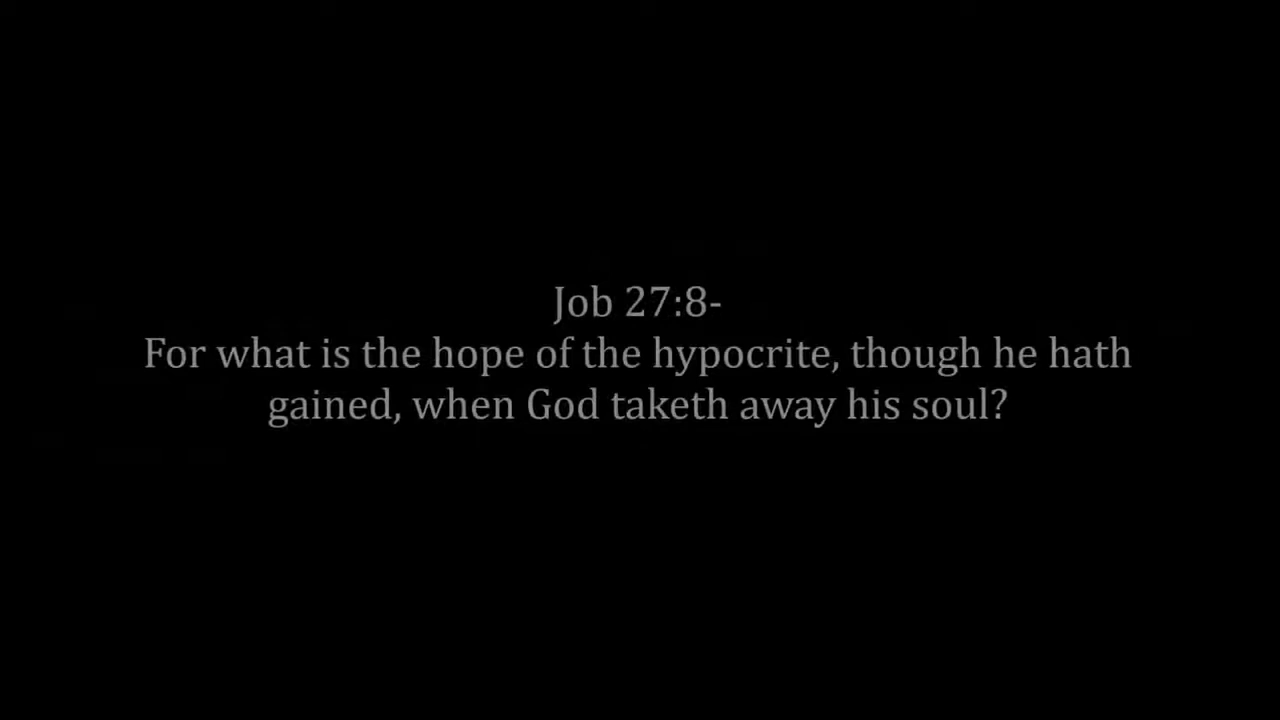 Job 27:8-
For what is the hope of the hypocrite, though he hath
gained, when God taketh away his soul?